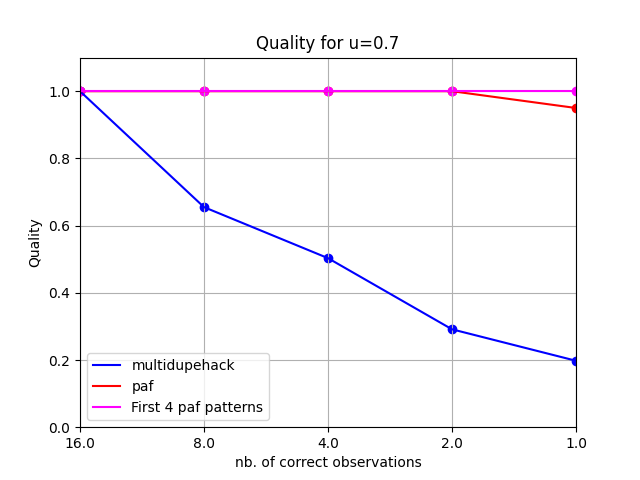 Quality for u=0.7
Quality
1.0
0.8
0.6
0.4
0.2
0.0
multidupehack
paf
First 4 paf patterns
16.0 8.0 4.0 2.0 1.0
nb. of correct observations